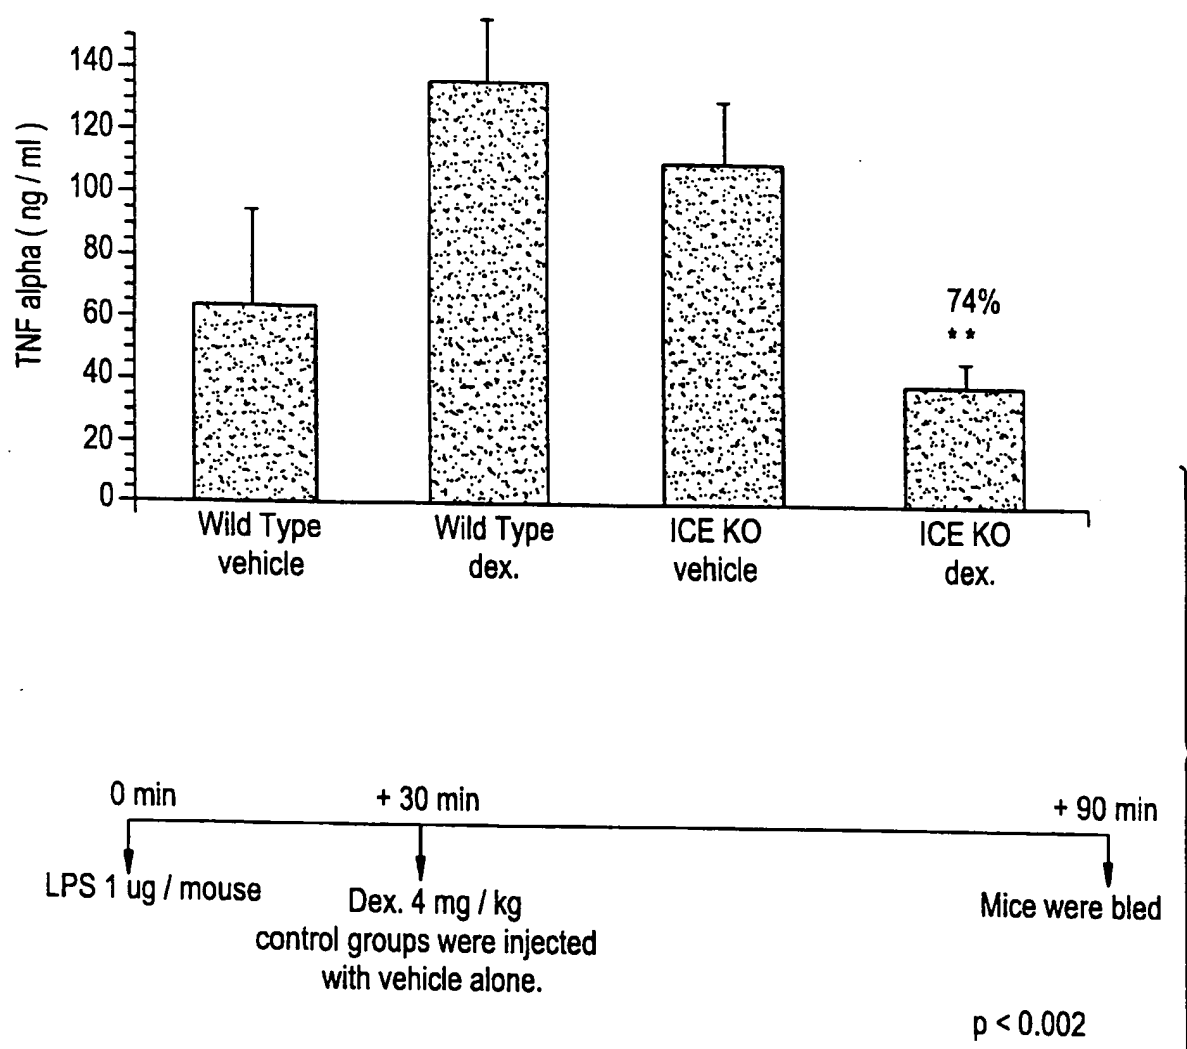 TNF alpha ( ng / ml )
140
120
100
80
60
40
20
0
74%
**
Wild Type
vehicle
Wild Type
dex.
ICE KO
vehicle
ICE KO
dex.
0 min
+ 30 min
+ 90 min
LPS 1 ug / mouse
Dex. 4 mg / kg
control groups were injected
with vehicle alone.
Mice were bled
p < 0.002